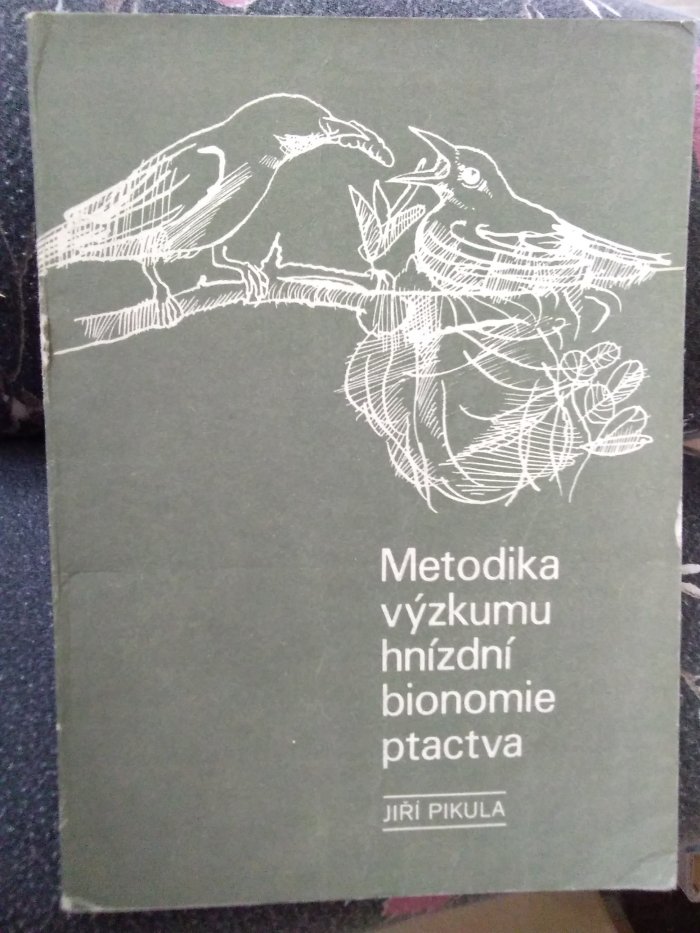 Metodika
výzkumu
hnízdní
bionomie
ptactva
JIŘÍ PIKULA